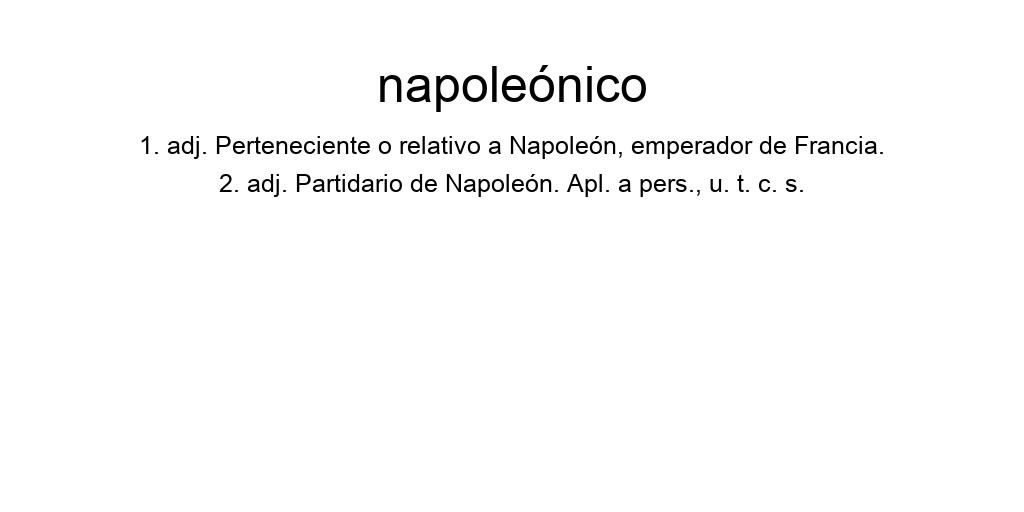 napoleónico
1. adj. Perteneciente o relativo a Napoleón, emperador de Francia.
2. adj. Partidario de Napoleón. Apl. a pers., u. t. c. s.